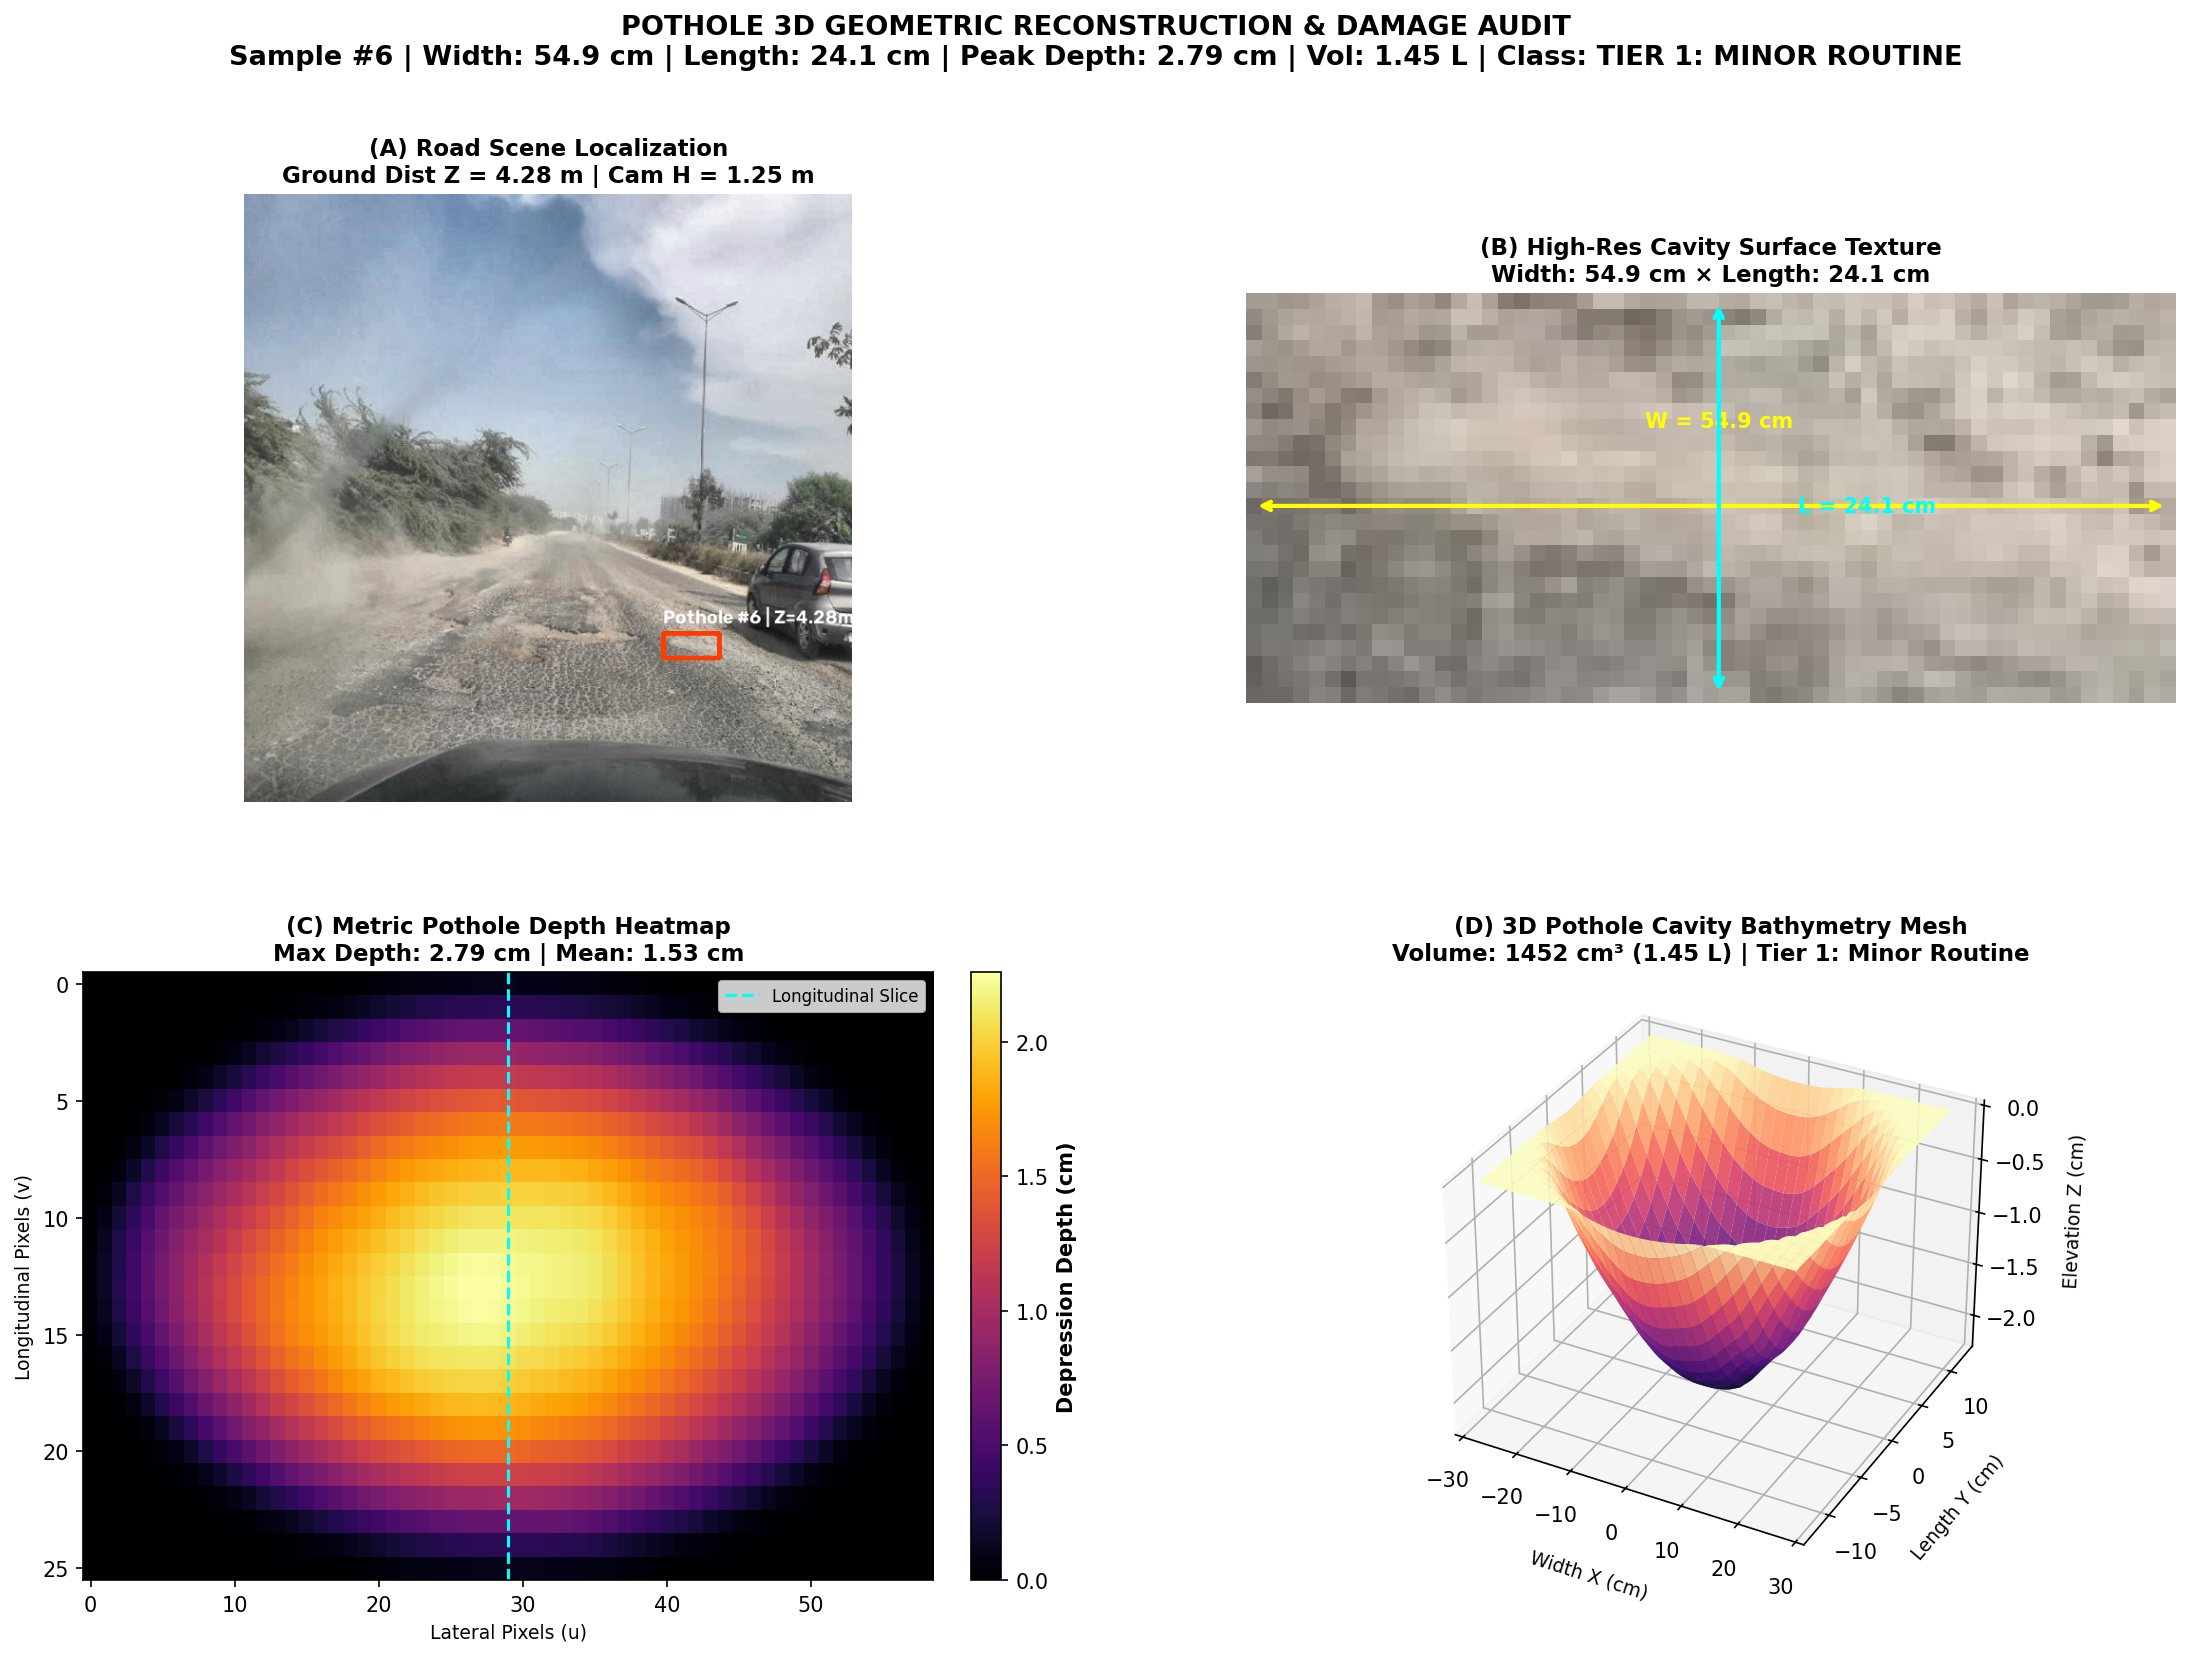 POTHOLE 3D GEOMETRIC RECONSTRUCTION & DAMAGE AUDIT
Sample #6 | Width: 54.9 cm | Length: 24.1 cm | Peak Depth: 2.79 cm | Vol: 1.45 L | Class: TIER 1: MINOR ROUTINE
(A) Road Scene Localization
Ground Dist Z = 4.28 m | Cam H = 1.25 m
Pothole #6 | Z=4.28m
(B) High-Res Cavity Surface Texture
Width: 54.9 cm × Length: 24.1 cm
W = 54.9 cm
L = 24.1 cm
(C) Metric Pothole Depth Heatmap
Max Depth: 2.79 cm | Mean: 1.53 cm
Longitudinal Slice
0
5
10
15
20
25
Longitudinal Pixels (v)
0
10
20
30
40
50
Lateral Pixels (u)
2.0
1.5
1.0
0.5
0.0
Depression Depth (cm)
(D) 3D Pothole Cavity Bathymetry Mesh
Volume: 1452 cm³ (1.45 L) | Tier 1: Minor Routine
0.0
−0.5
−1.0
−1.5
−2.0
Elevation Z (cm)
10
5
0
−5
−10
Length Y (cm)
−30
−20
−10
0
10
20
30
Width X (cm)